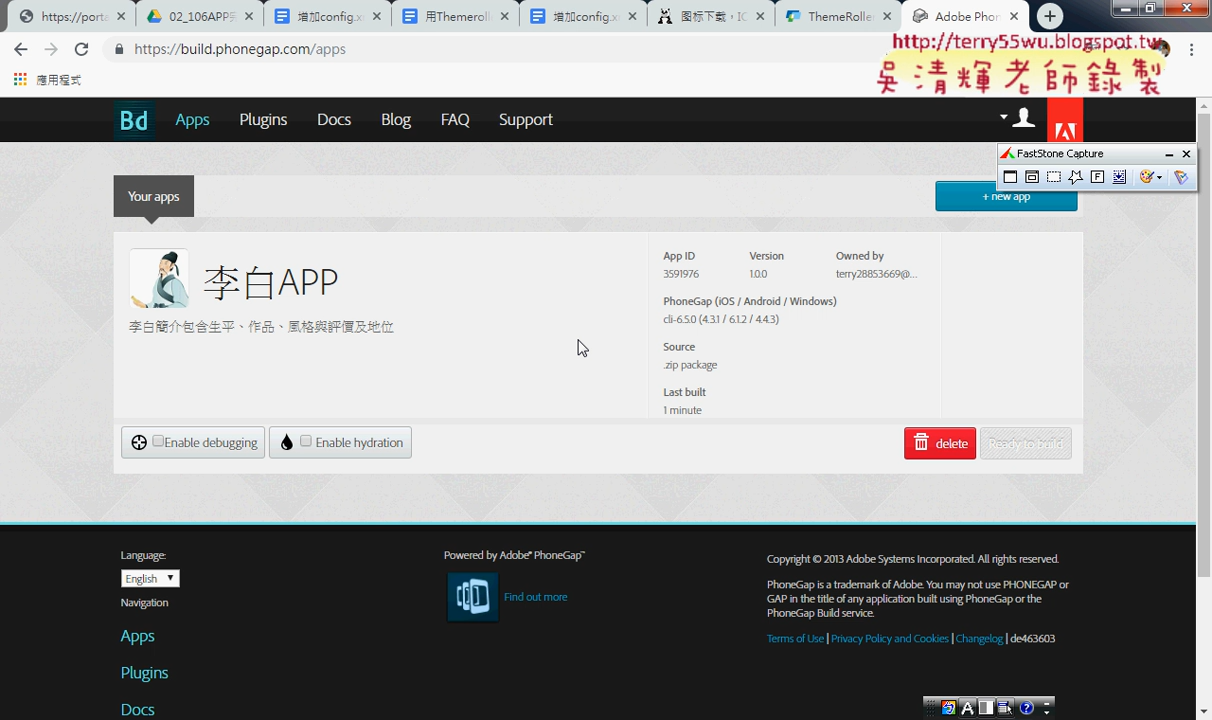 https://porta
02_106APP
增加config.x
用Themerol
增加config.x
图标下载，IC
ThemeRoller
Adobe Phon
https://build.phonegap.com/apps
http://terry55wu.blogspot.tw
應用程式
吳清輝老師錄製
Bd
Apps
Plugins
Docs
Blog
FAQ
Support
FastStone Capture
Your apps
+ new app
李白APP
李白簡介包含生平、作品、風格與評價及地位
App ID
Version
Owned by
3591976
1.0.0
terry28853669@...
PhoneGap (iOS / Android / Windows)
cli-6.5.0 (4.3.1 / 6.1.2 / 4.4.3)
Source
.zip package
Last built
1 minute
Enable debugging
Enable hydration
delete
Ready to build
Language:
English
Navigation
Apps
Plugins
Docs
Powered by Adobe® PhoneGap™
Find out more
Copyright © 2013 Adobe Systems Incorporated. All rights reserved.
PhoneGap is a trademark of Adobe. You may not use PHONEGAP or
GAP in the title of any application built using PhoneGap or the
PhoneGap Build service.
Terms of Use | Privacy Policy and Cookies | Changelog | de463603